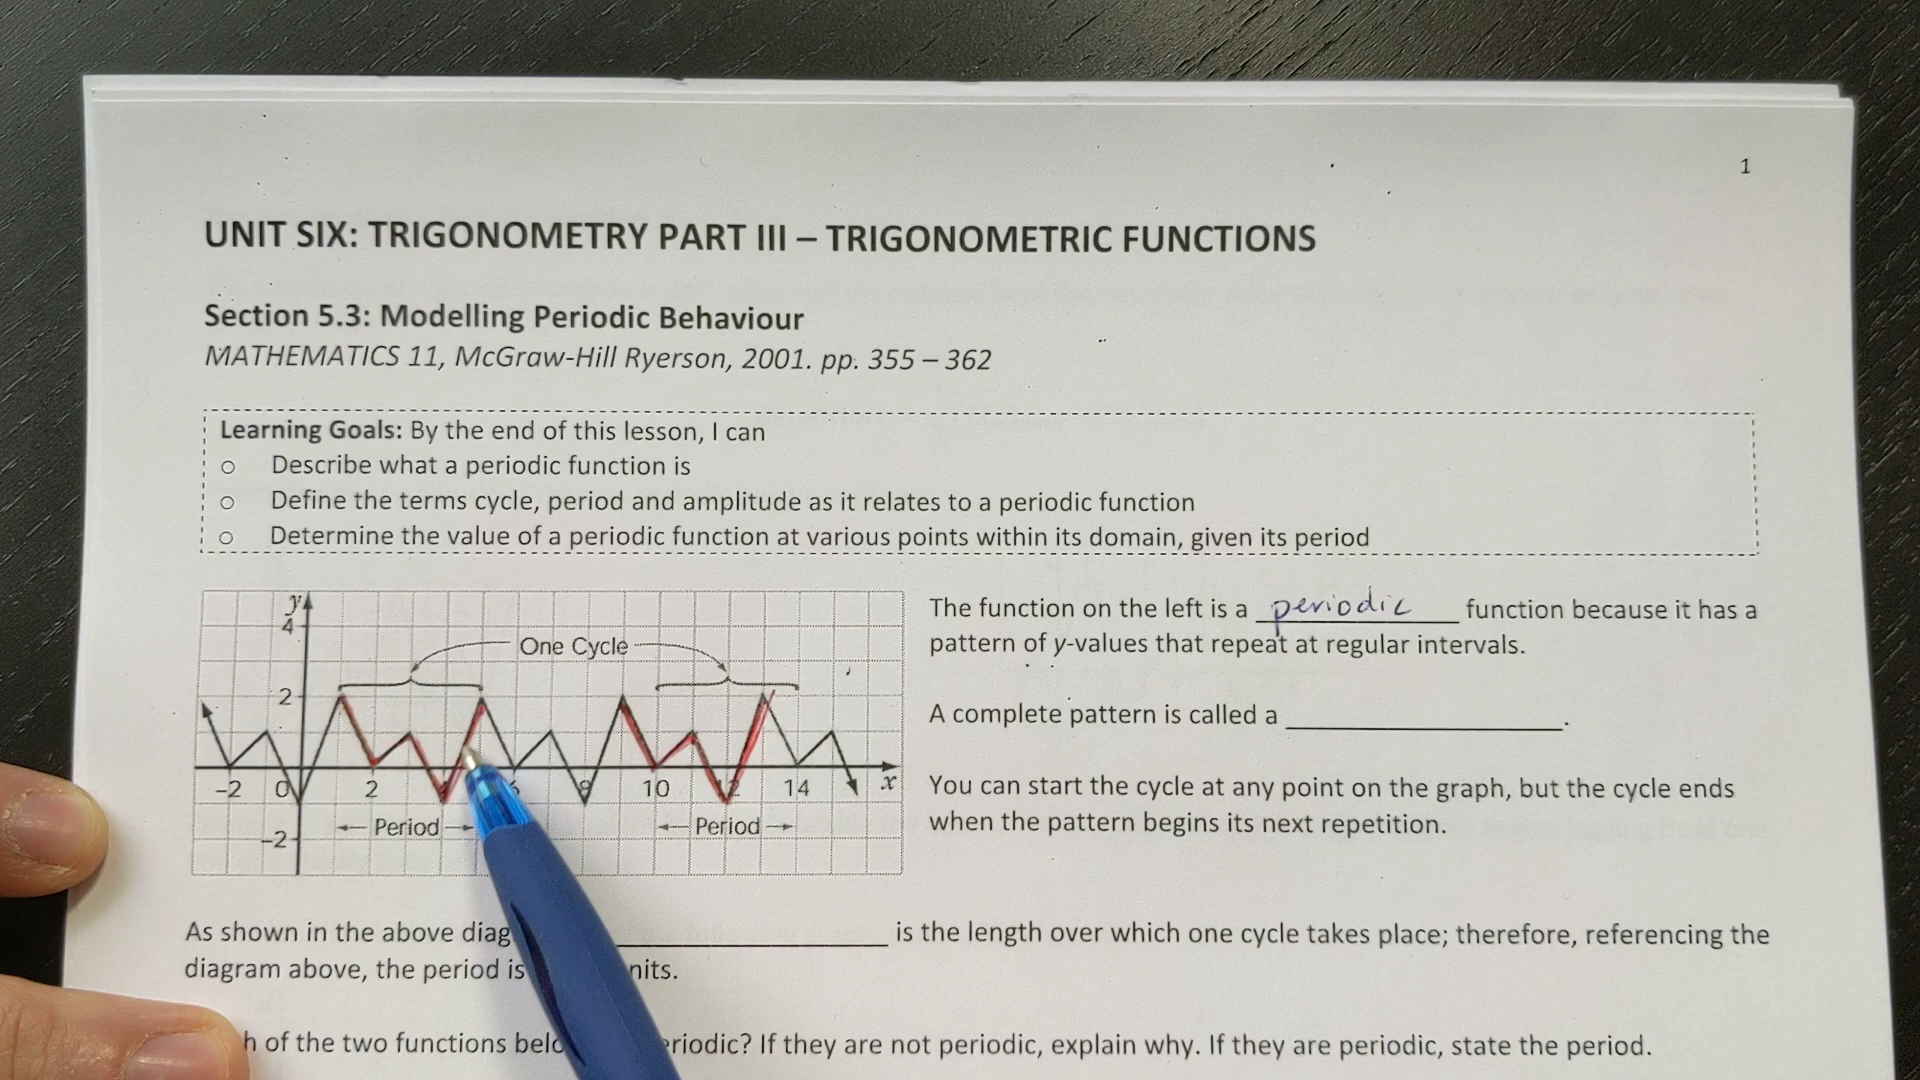 1
UNIT SIX: TRIGONOMETRY PART III – TRIGONOMETRIC FUNCTIONS
Section 5.3: Modelling Periodic Behaviour
MATHEMATICS 11, McGraw-Hill Ryerson, 2001. pp. 355 – 362
Learning Goals: By the end of this lesson, I can
o Describe what a periodic function is
o Define the terms cycle, period and amplitude as it relates to a periodic function
o Determine the value of a periodic function at various points within its domain, given its period
y
4
One Cycle
2
-2 0 2 4 8 10 12 14 x
Period Period
-2
The function on the left is a periodic function because it has a
pattern of y-values that repeat at regular intervals.
A complete pattern is called a ____________________.
You can start the cycle at any point on the graph, but the cycle ends
when the pattern begins its next repetition.
As shown in the above ____________________ is the length over which one cycle takes place; therefore, referencing the
diagram above, the period is
of the two functions If they are not periodic, explain why. If they are periodic, state the period.